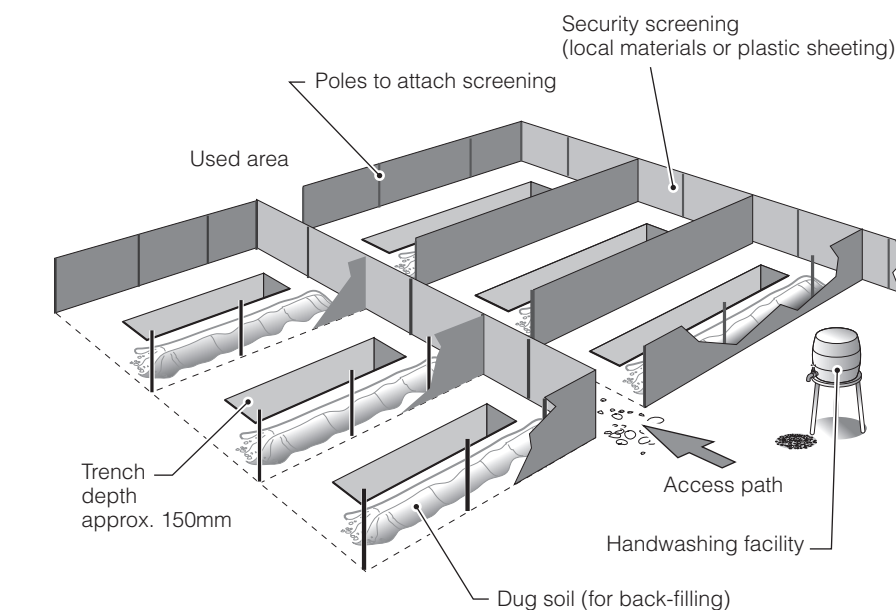 Security screening
(local materials or plastic sheeting)
Poles to attach screening
Used area
Trench
depth
approx. 150mm
Access path
Handwashing facility
Dug soil (for back-filling)